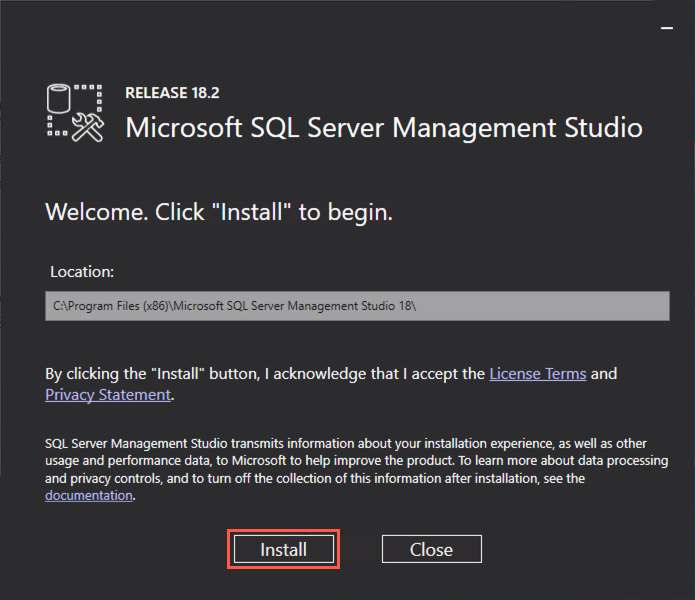 RELEASE 18.2
Microsoft SQL Server Management Studio
Welcome. Click "Install" to begin.
Location:
C:\Program Files (x86)\Microsoft SQL Server Management Studio 18\
By clicking the "Install" button, I acknowledge that I accept the License Terms and
Privacy Statement.
SQL Server Management Studio transmits information about your installation experience, as well as other
usage and performance data, to Microsoft to help improve the product. To learn more about data processing
and privacy controls, and to turn off the collection of this information after installation, see the
documentation.
Install
Close